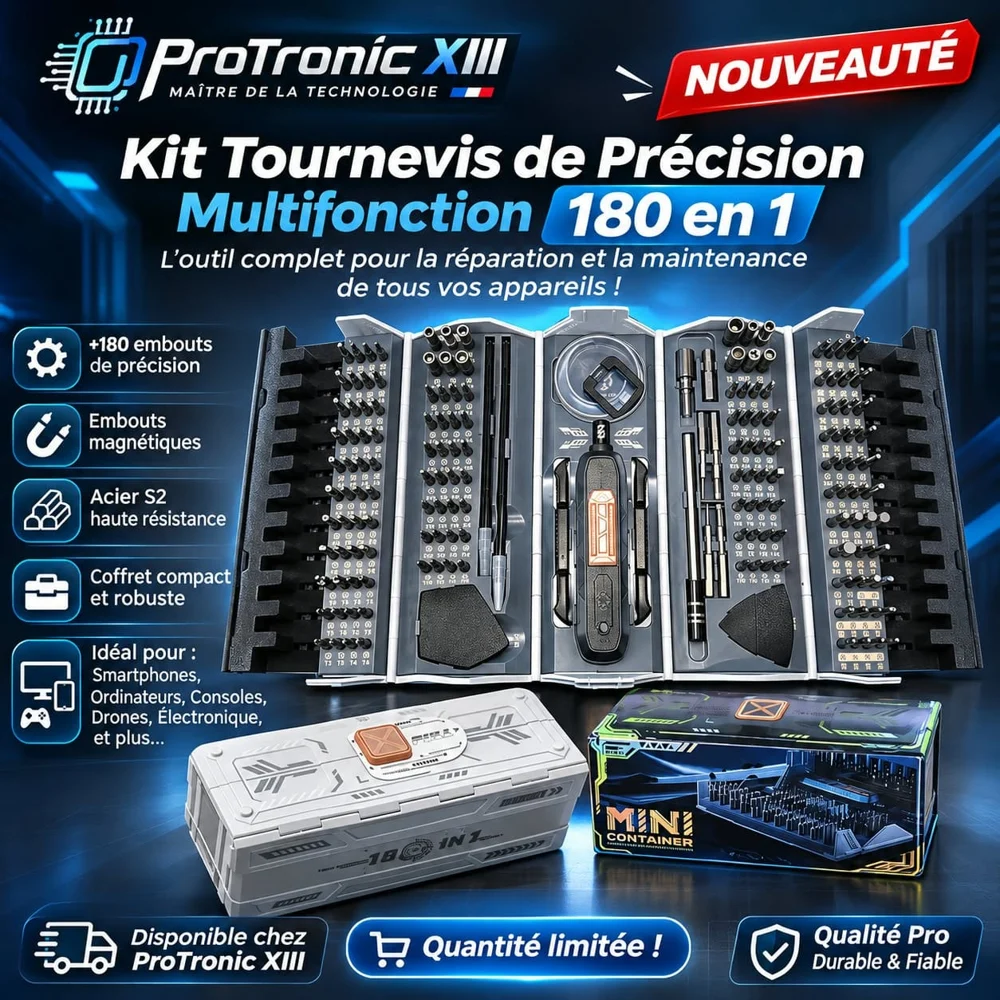 ProTronic XIII
MAÎTRE DE LA TECHNOLOGIE
NOUVEAUTÉ
Kit Tournevis de Précision
Multifonction 180 en 1
L'outil complet pour la réparation et la maintenance
de tous vos appareils !
+180 embouts
de précision
Embouts
magnétiques
Acier S2
haute résistance
Coffret compact
et robuste
Idéal pour :
Smartphones,
Ordinateurs, Consoles,
Drones, Électronique,
et plus...
IN 1
MINI
CONTAINER
Disponible chez
ProTronic XIII
Quantité limitée !
Qualité Pro
Durable & Fiable